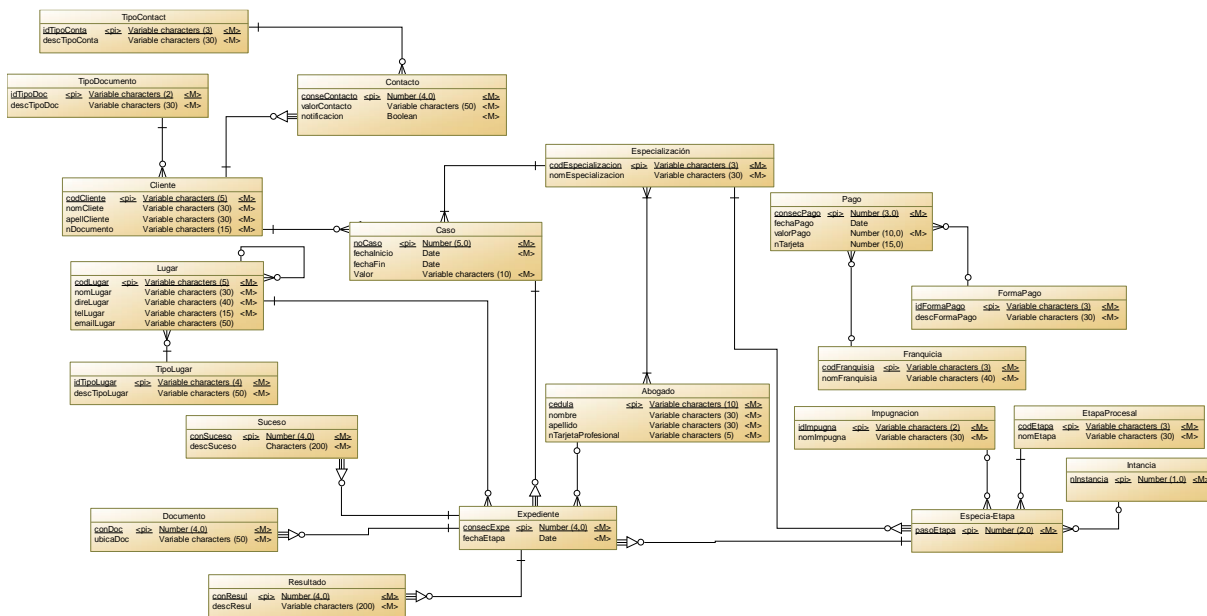 TipoContact
idTipoConta <pi> Variable characters (3) <M>
descTipoConta Variable characters (30) <M>
TipoDocumento
idTipoDoc <pi> Variable characters (2) <M>
descTipoDoc Variable characters (30) <M>
Contacto
conseContacto <pi> Number (4,0) <M>
valorContacto Variable characters (50) <M>
notificacion Boolean <M>
Especialización
codEspecializacion <pi> Variable characters (3) <M>
nomEspecializacion Variable characters (30) <M>
Cliente
codCliente <pi> Variable characters (5) <M>
nomCliete Variable characters (30) <M>
apellCliente Variable characters (30) <M>
nDocumento Variable characters (15) <M>
Pago
consecPago <pi> Number (3,0) <M>
fechaPago Date
valorPago Number (10,0) <M>
nTarjeta Number (15,0)
Caso
noCaso <pi> Number (5,0) <M>
fechaInicio Date <M>
fechaFin Date
Valor Variable characters (10) <M>
Lugar
codLugar <pi> Variable characters (5) <M>
nomLugar Variable characters (30) <M>
direLugar Variable characters (40) <M>
telLugar Variable characters (15) <M>
emailLugar Variable characters (50)
FormaPago
idFormaPago <pi> Variable characters (3) <M>
descFormaPago Variable characters (30) <M>
TipoLugar
idTipoLugar <pi> Variable characters (4) <M>
descTipoLugar Variable characters (50) <M>
Franquicia
codFranquisia <pi> Variable characters (3) <M>
nomFranquisia Variable characters (40) <M>
Abogado
cedula <pi> Variable characters (10) <M>
nombre Variable characters (30) <M>
apellido Variable characters (30) <M>
nTarjetaProfesional Variable characters (5) <M>
Impugnacion
idImpugna <pi> Variable characters (2) <M>
nomImpugna Variable characters (30) <M>
EtapaProcesal
codEtapa <pi> Variable characters (3) <M>
nomEtapa Variable characters (30) <M>
Suceso
conSuceso <pi> Number (4,0) <M>
descSuceso Characters (200) <M>
Intancia
nInstancia <pi> Number (1,0) <M>
Documento
conDoc <pi> Number (4,0) <M>
ubicaDoc Variable characters (50) <M>
Expediente
consecExpe <pi> Number (4,0) <M>
fechaEtapa Date <M>
Especia-Etapa
pasoEtapa <pi> Number (2,0) <M>
Resultado
conResul <pi> Number (4,0) <M>
descResul Variable characters (200) <M>